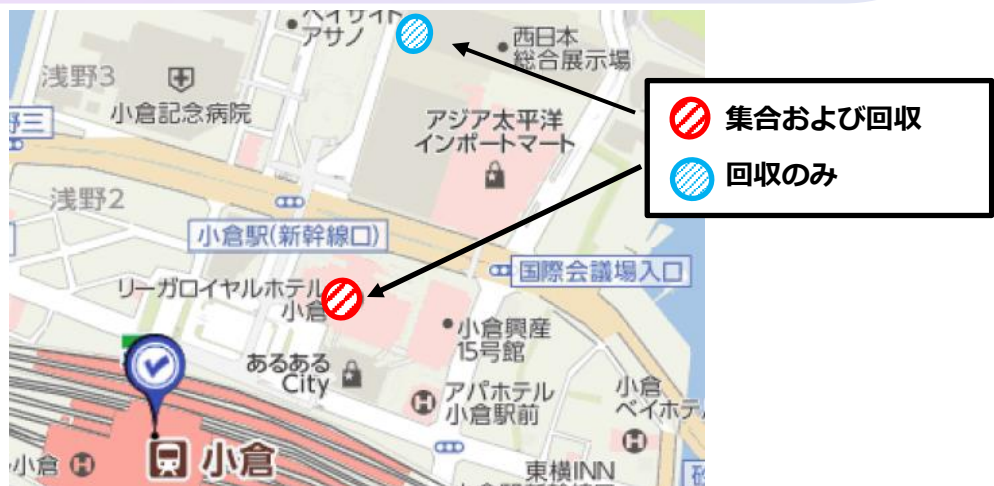 ベイサイド
アサノ
西日本
総合展示場
浅野3
小倉記念病院
アジア太平洋
インポートマート
集合および回収
回収のみ
浅野2
小倉駅(新幹線口)
国際会議場入口
リーガロイヤルホテル
小倉
小倉興産
15号館
あるある
City
アパホテル
小倉駅前
小倉
ベイホテル
小倉
小倉
東横INN